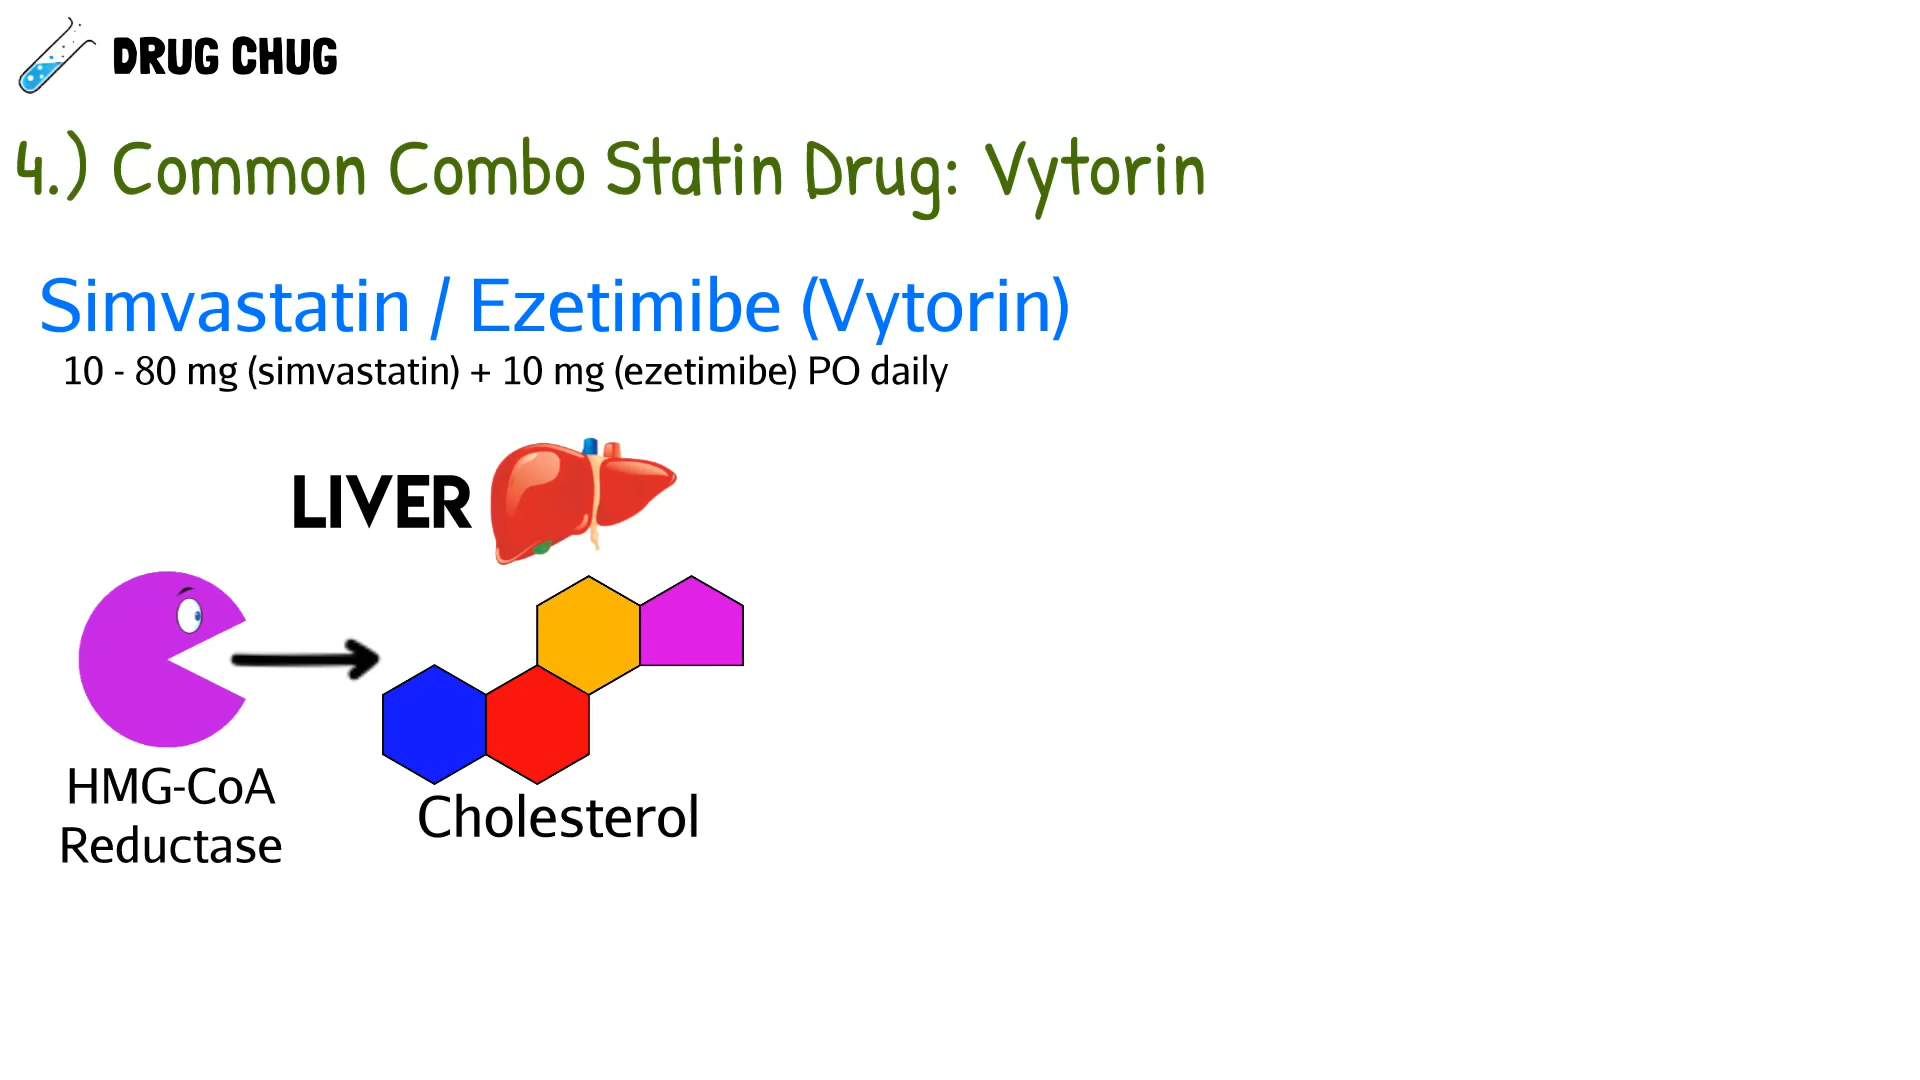 DRUG CHUG
4.) Common Combo Statin Drug: Vytorin
Simvastatin / Ezetimibe (Vytorin)
10 - 80 mg (simvastatin) + 10 mg (ezetimibe) PO daily
LIVER
HMG-CoA
Reductase
Cholesterol